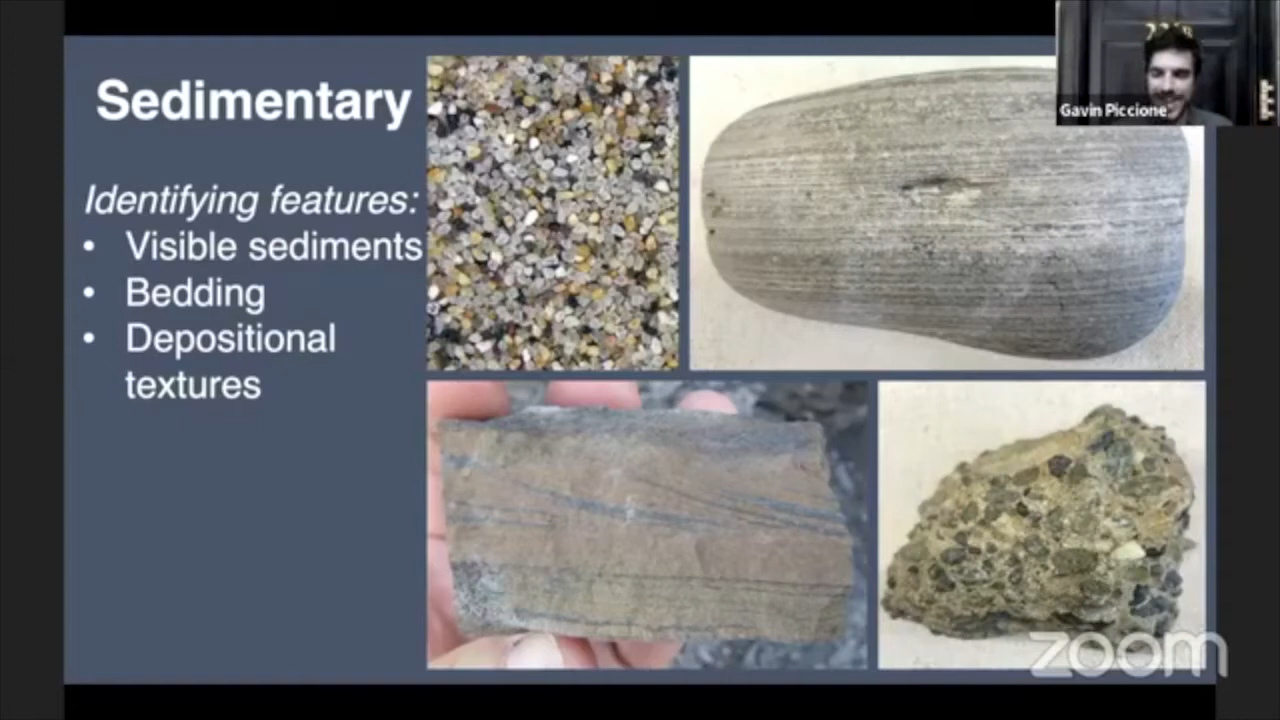 Sedimentary
Identifying features:
• Visible sediments
• Bedding
• Depositional
textures
Gavin Piccione
zoom